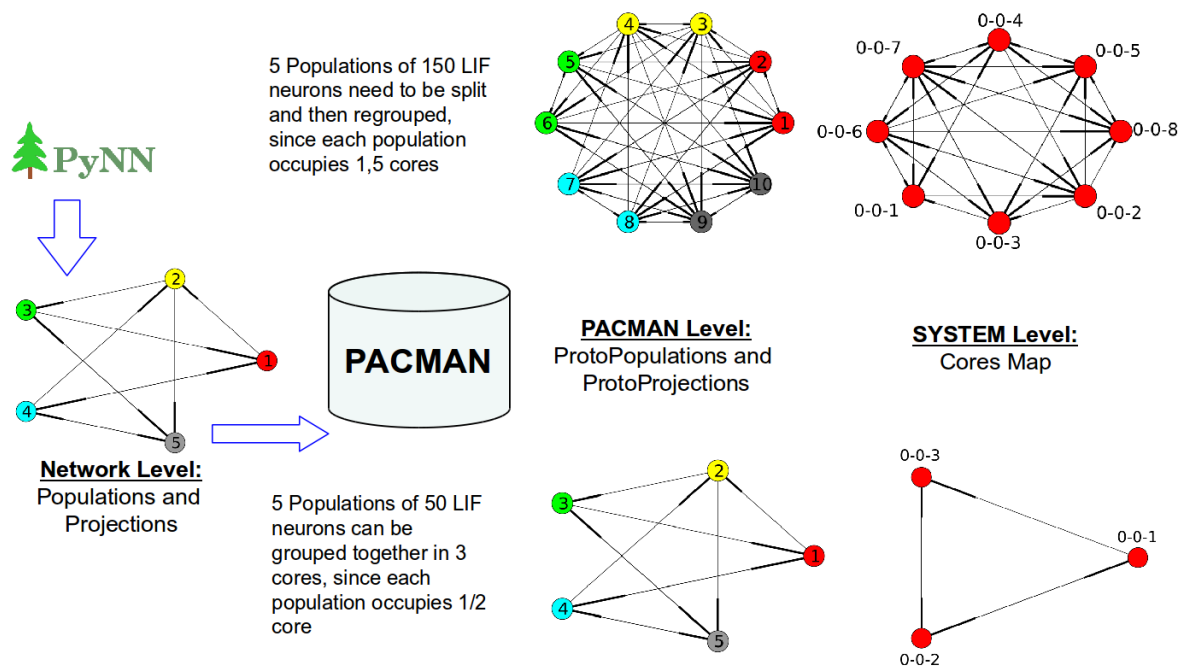 PyNN
5 Populations of 150 LIF
neurons need to be split
and then regrouped,
since each population
occupies 1,5 cores
4
3
5
2
6
1
7
10
8
9
0-0-4
0-0-7
0-0-5
0-0-6
0-0-8
0-0-1
0-0-2
0-0-3
2
3
1
4
5
Network Level:
Populations and
Projections
PACMAN
PACMAN Level:
ProtoPopulations and
ProtoProjections
SYSTEM Level:
Cores Map
5 Populations of 50 LIF
neurons can be
grouped together in 3
cores, since each
population occupies 1/2
core
2
3
1
4
5
0-0-3
0-0-1
0-0-2